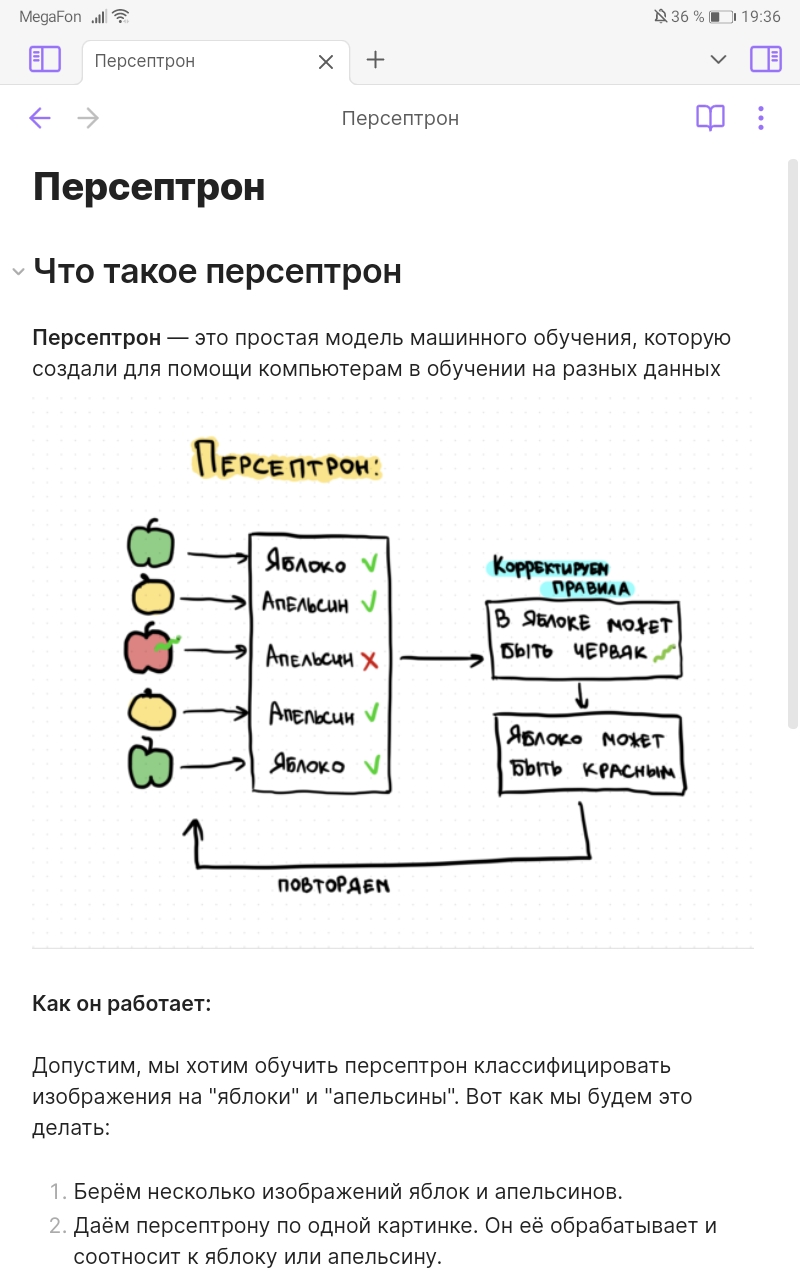 MegaFon 36 % 19:36
Персептрон
Персептрон
Персептрон
Что такое персептрон
Персептрон — это простая модель машинного обучения, которую
создали для помощи компьютерам в обучении на разных данных
ПЕРСЕПТРОН:
ЯБЛОКО
АПЕЛЬСИН
АПЕЛЬСИН
АПЕЛЬСИН
ЯБЛОКО
КОРРЕКТИРУЕМ
ПРАВИЛА
В ЯБЛОКЕ МОЖЕТ
БЫТЬ ЧЕРВЯК
ЯБЛОКО МОЖЕТ
БЫТЬ КРАСНЫМ
ПОВТОРЯЕМ
Как он работает:
Допустим, мы хотим обучить персептрон классифицировать
изображения на "яблоки" и "апельсины". Вот как мы будем это
делать:
1. Берём несколько изображений яблок и апельсинов.
2. Даём персептрону по одной картинке. Он её обрабатывает и
соотносит к яблоку или апельсину.